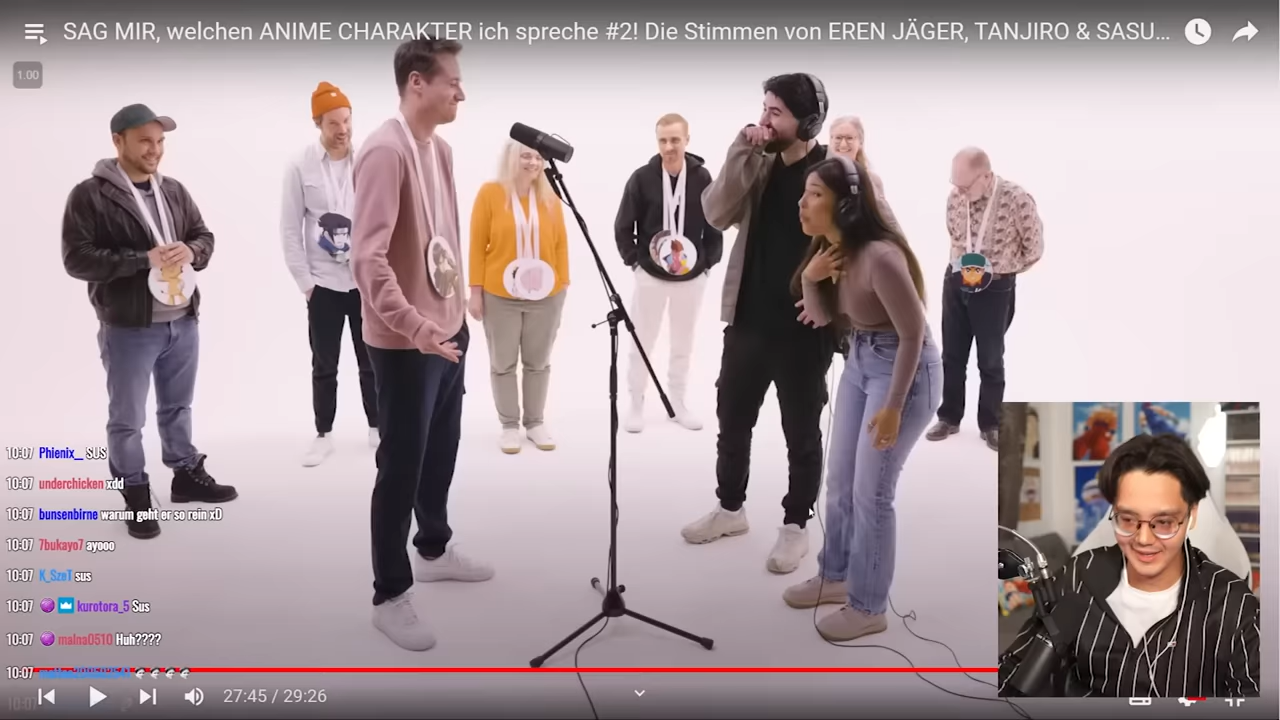 SAG MIR, welchen ANIME CHARAKTER ich spreche #2! Die Stimmen von EREN JÄGER, TANJIRO & SASU...
1.00
10:07 Phienix__ SUS
10:07 underchicken xdd
10:07 bunsenbirne warum geht er so rein xD
10:07 7bukayo7 ayooo
10:07 K_SzeT sus
10:07 kurotora_5 Sus
10:07 malna0510 Huh????
10:07
27:45 / 29:26